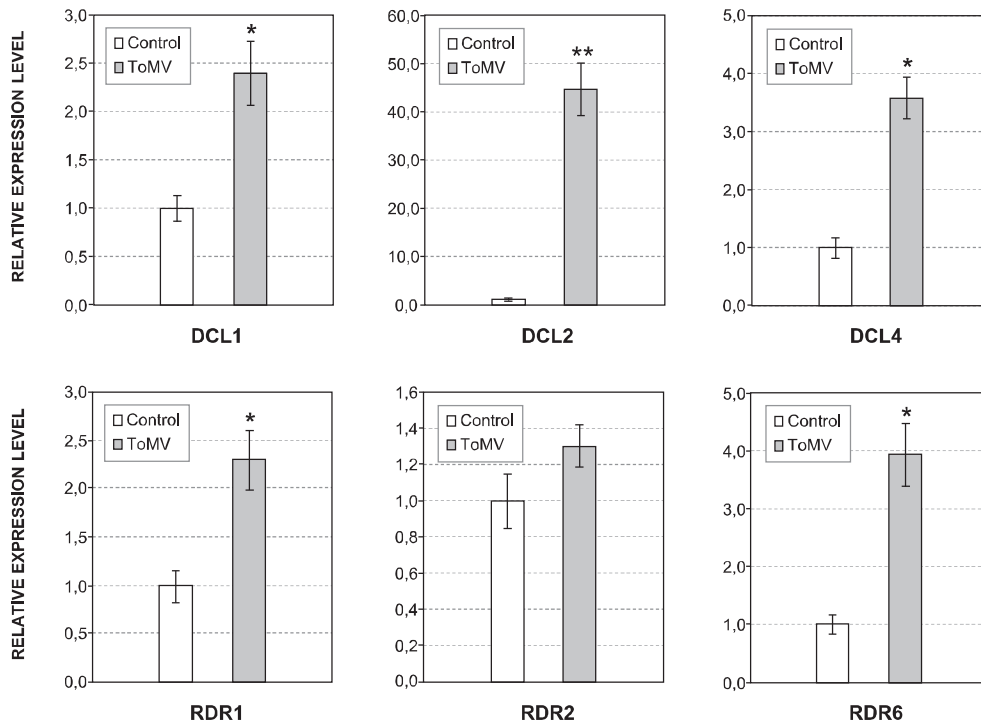 RELATIVE EXPRESSION LEVEL
3,0
2,5
2,0
1,5
1,0
0,5
0,0
Control
ToMV
*
DCL1
60,0
50,0
40,0
30,0
20,0
10,0
0,0
Control
ToMV
**
DCL2
5,0
4,0
3,0
2,0
1,0
0,0
Control
ToMV
*
DCL4
RELATIVE EXPRESSION LEVEL
3,0
2,5
2,0
1,5
1,0
0,5
0,0
Control
ToMV
*
RDR1
1,6
1,4
1,2
1,0
0,8
0,6
0,4
0,2
0,0
Control
ToMV
RDR2
5,0
4,0
3,0
2,0
1,0
0,0
Control
ToMV
*
RDR6